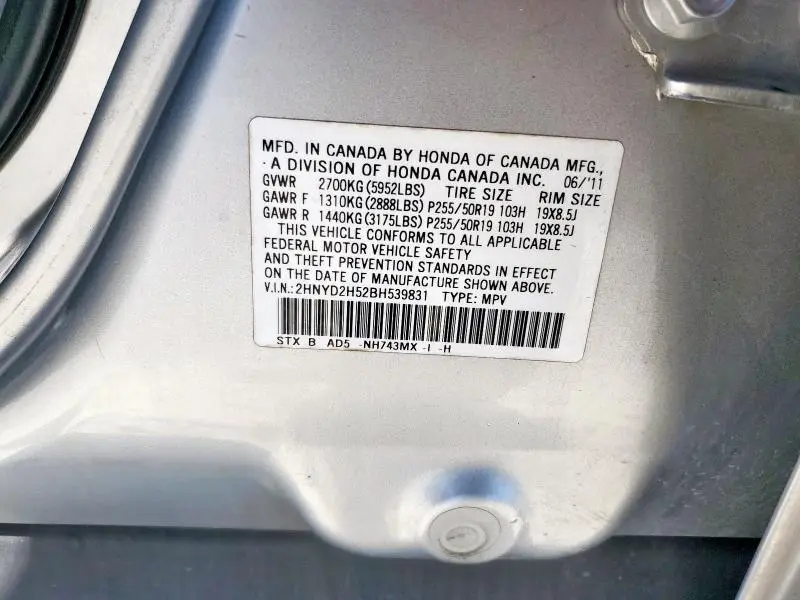 MFD. IN CANADA BY HONDA OF CANADA MFG.,
A DIVISION OF HONDA CANADA INC. 06/'11
GVWR 2700KG(5952LBS) TIRE SIZE RIM SIZE
GAWR F 1310KG(2888LBS) P255/50R19 103H 19X8.5J
GAWR R 1440KG(3175LBS) P255/50R19 103H 19X8.5J
THIS VEHICLE CONFORMS TO ALL APPLICABLE
FEDERAL MOTOR VEHICLE SAFETY
AND THEFT PREVENTION STANDARDS IN EFFECT
ON THE DATE OF MANUFACTURE SHOWN ABOVE.
V.I.N.:2HNYD2H52BH539831 TYPE: MPV
STX B AD5 -NH743MX -I -H